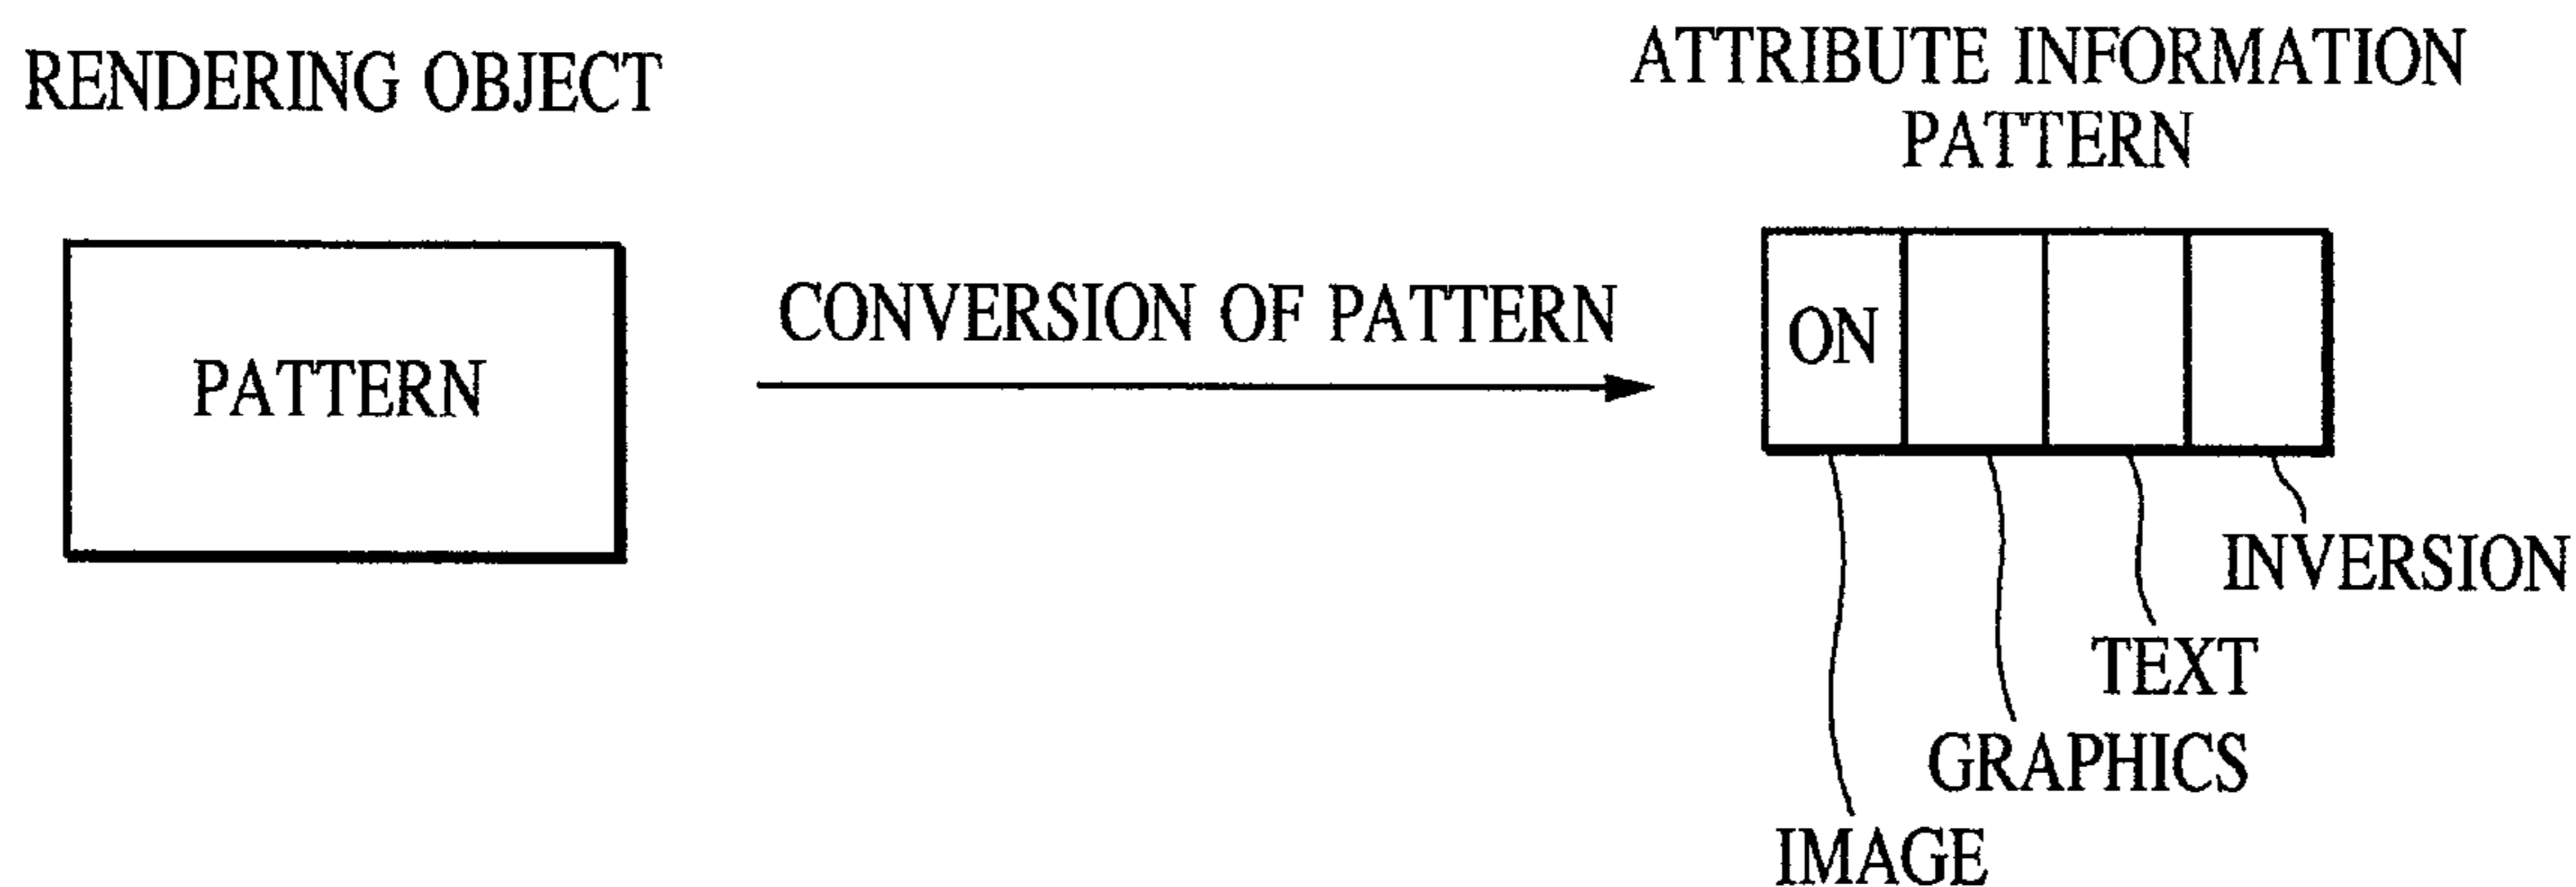 RENDERING OBJECT
ATTRIBUTE INFORMATION
PATTERN
PATTERN
CONVERSION OF PATTERN
ON
INVERSION
TEXT
GRAPHICS
IMAGE